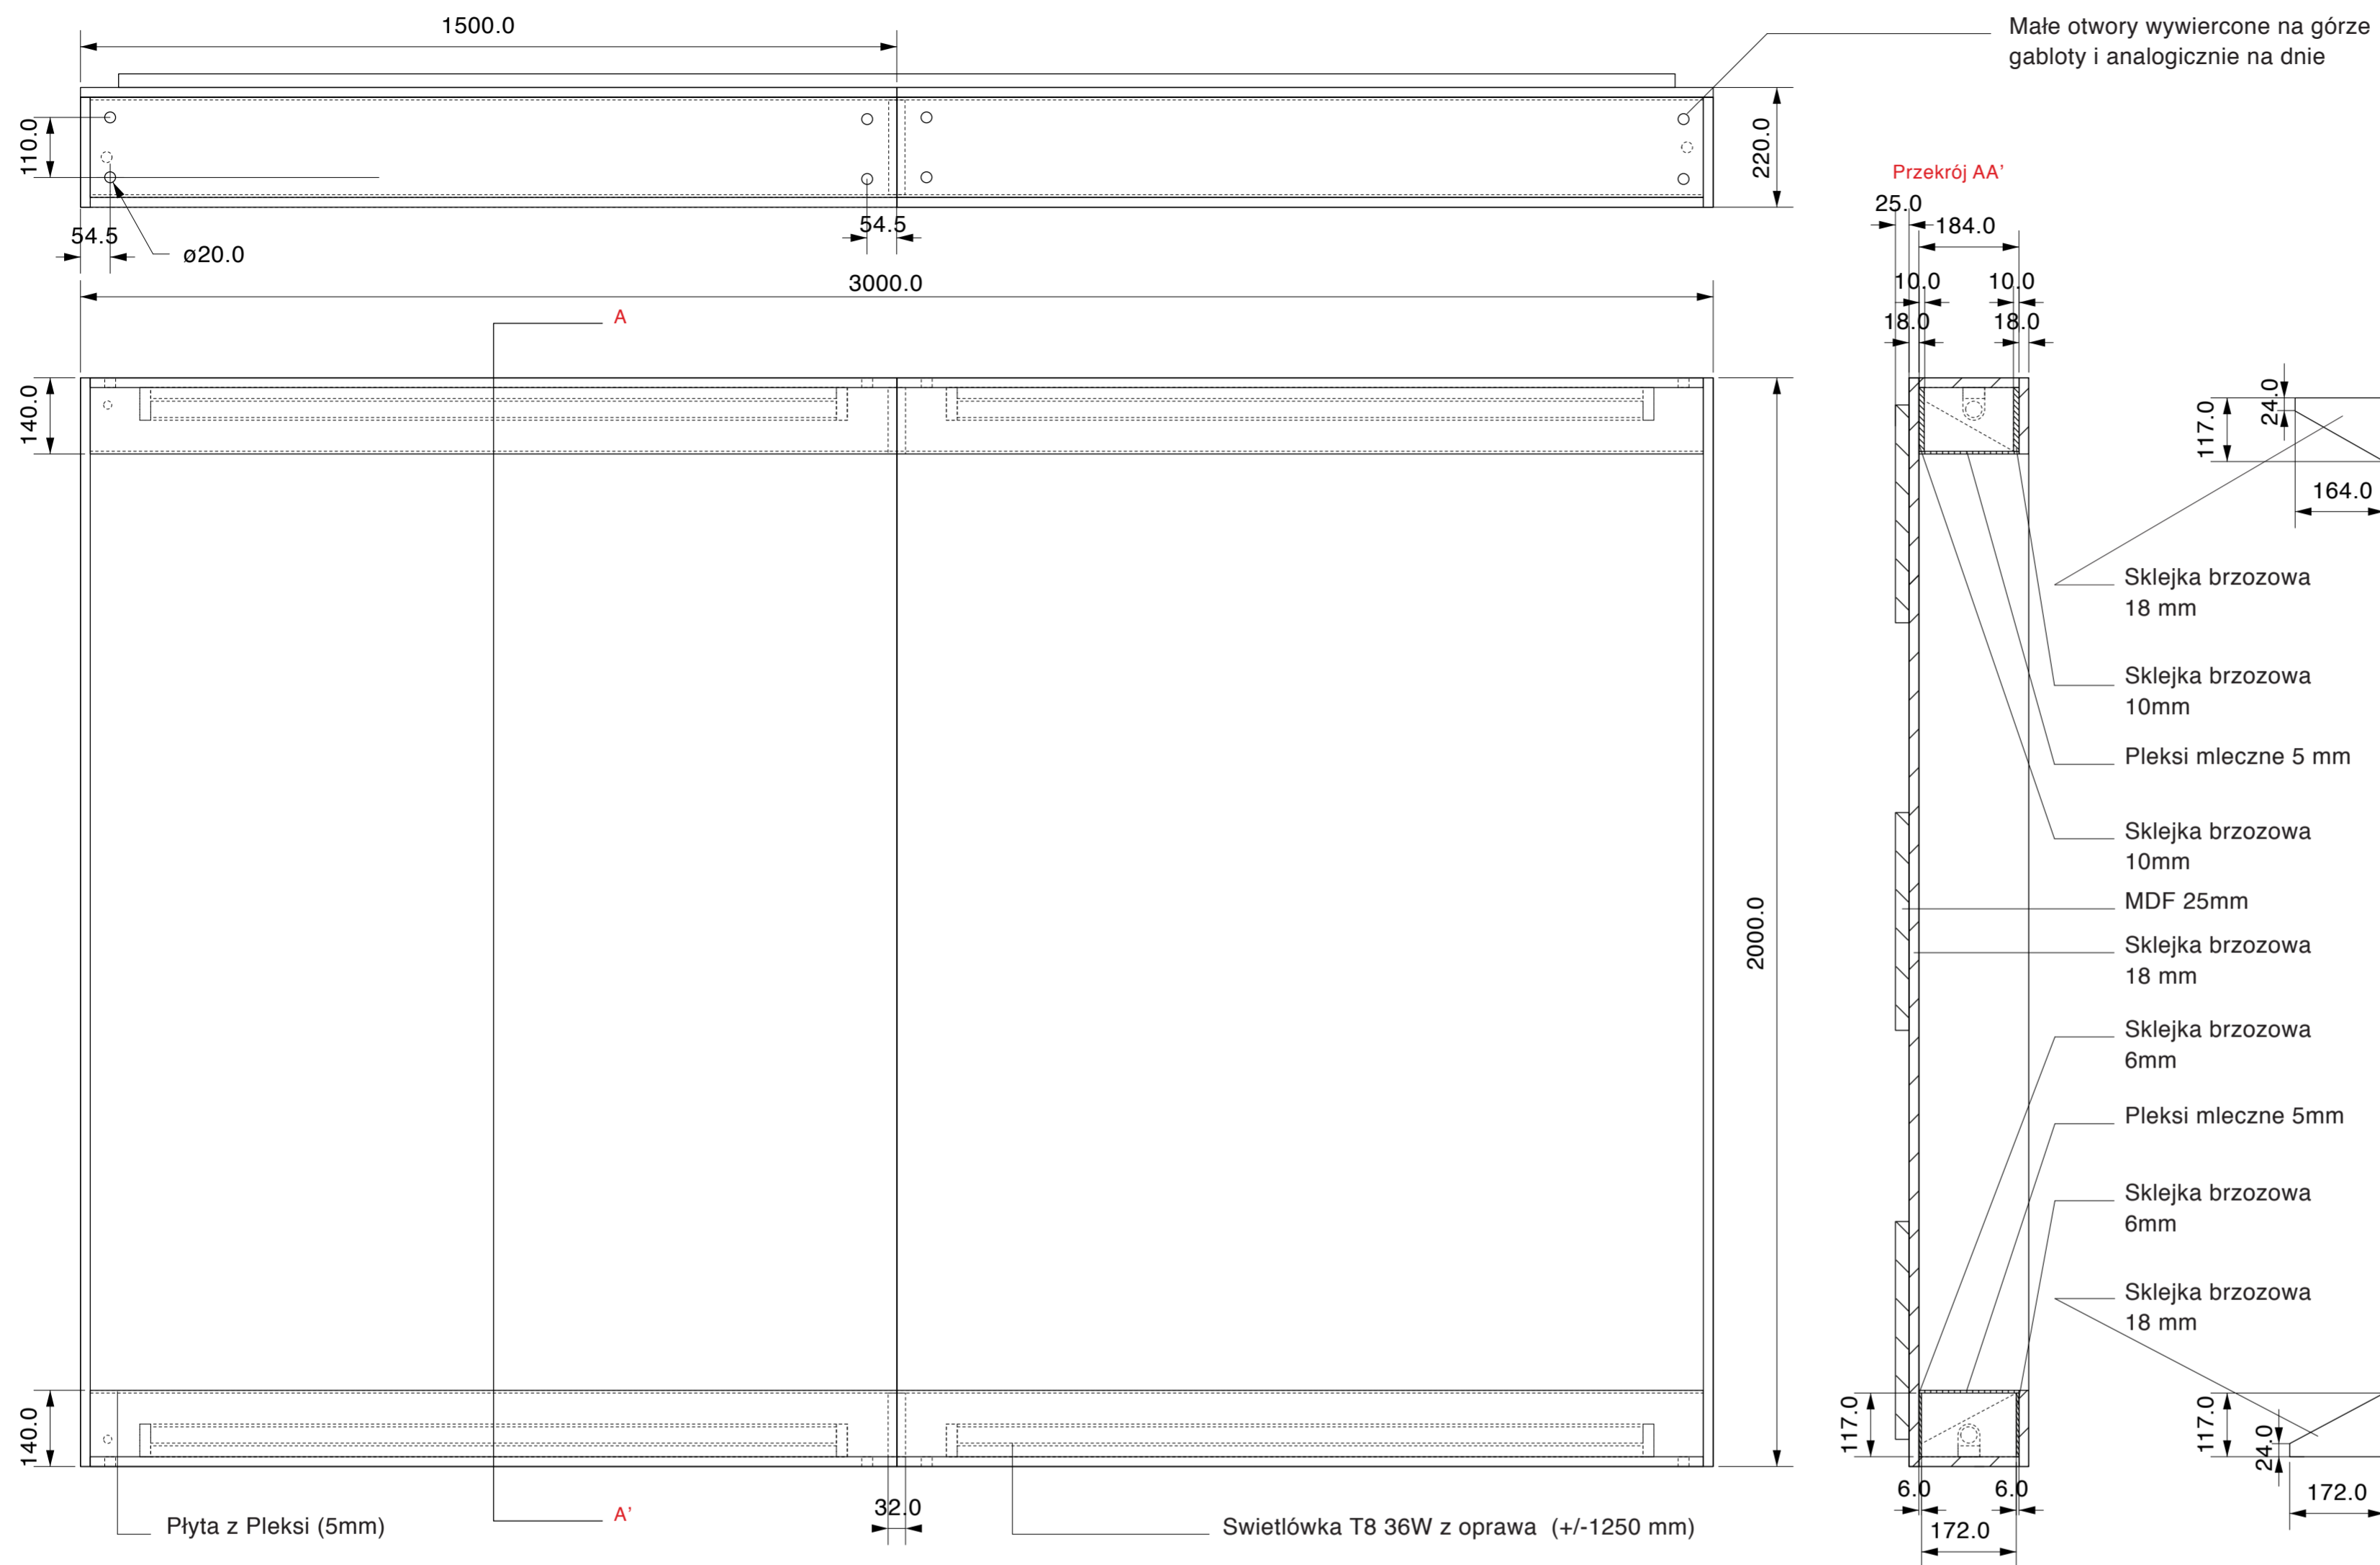 1500.0
Małe otwory wywiercone na górze
gabloty i analogicznie na dnie
110.0
220.0
54.5
54.5
ø20.0
3000.0
A
140.0
2000.0
140.0
A'
32.0
Płyta z Pleksi (5mm)
Swietlówka T8 36W z oprawa (+/-1250 mm)
Przekrój AA'
25.0
184.0
10.0
10.0
18.0
18.0
24.0
117.0
164.0
Sklejka brzozowa
18 mm
Sklejka brzozowa
10mm
Pleksi mleczne 5 mm
Sklejka brzozowa
10mm
MDF 25mm
Sklejka brzozowa
18 mm
Sklejka brzozowa
6mm
Pleksi mleczne 5mm
Sklejka brzozowa
6mm
Sklejka brzozowa
18 mm
117.0
6.0
6.0
172.0
117.0
24.0
172.0